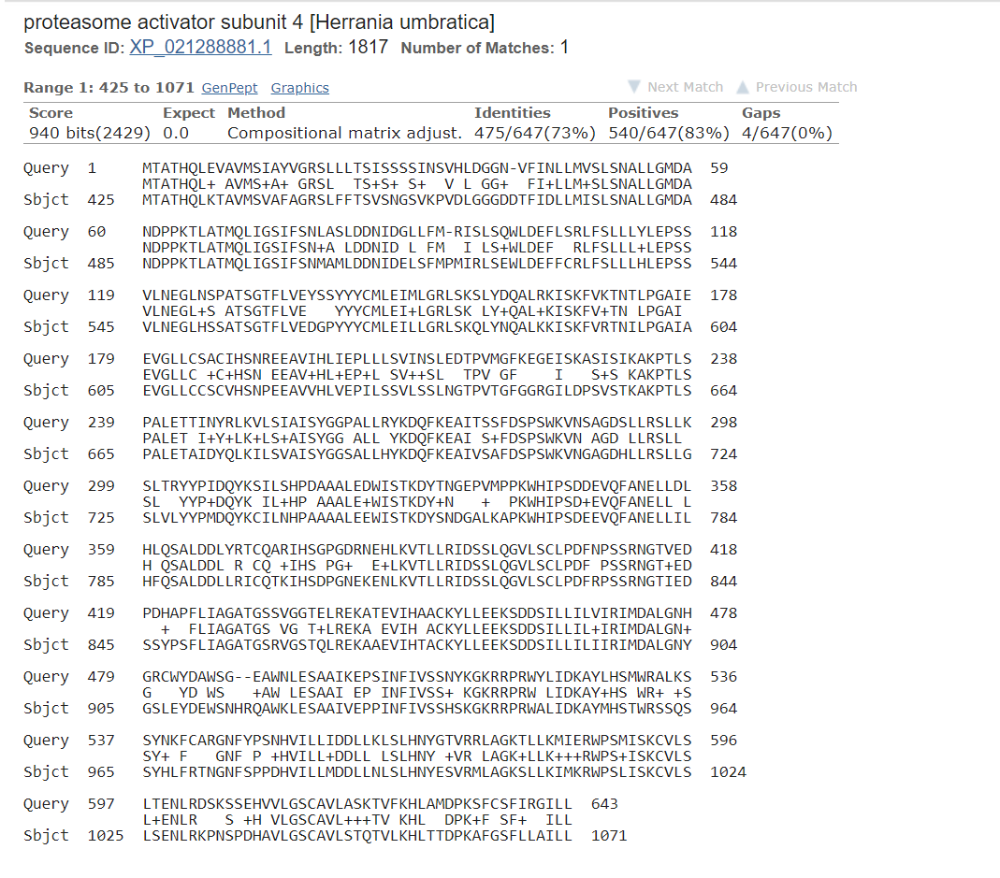 proteasome activator subunit 4 [Herrania umbratica]
Sequence ID: XP_021288881.1 Length: 1817 Number of Matches: 1
Range 1: 425 to 1071 GenPept Graphics Next Match Previous Match
Score Expect Method Identities Positives Gaps
940 bits(2429) 0.0 Compositional matrix adjust. 475/647(73%) 540/647(83%) 4/647(0%)
Query 1 MTATHQLEVAVMSIAYVGRSLLLTSISSSSINSVHLDGGN-VFINLLMVSLSNALLGMDA 59
MTATHQL+ AVMS+A+ GRSL TS+S+ S+ V L GG+ FI+LLM+SLSNALLGMDA
Sbjct 425 MTATHQLKTAVMSVAFAGRSLFFTSVSNGSVKPVDLGGGDDTFIDLLMISLSNALLGMDA 484
Query 60 NDPPKTLATMQLIGSIFSNLASLDDNIDGLLFM-RISLSQWLDEFLSRLFSLLLYLEPSS 118
NDPPKTLATMQLIGSIFSN+A LDDNID L FM I LS+WLDEF RLFSLLL+LEPSS
Sbjct 485 NDPPKTLATMQLIGSIFSNMAMLDDNIDELSFMPMIRLSEWLDEFFCRLFSLLLHLEPSS 544
Query 119 VLNEGLNSPATSGTFLVEYSSYYYCMLEIMLGRLSKSLYDQALRKISKFVKTNTLPGAIE 178
VLNEGL+S ATSGTFLVE YYYCMLEI+LGRLSK LY+QAL+KISKFV+TN LPGAI
Sbjct 545 VLNEGLHSSATSGTFLVEDGPYYYCMLEILLGRLSKQLYNQALKKISKFVRTNILPGAIA 604
Query 179 EVGLLCSACIHSNREEAVIHLIEPLLLSVINSLEDTPVMGFKEGEISKASISIKAKPTLS 238
EVGLLC +C+HSN EEAV+HL+EP+L SV++SL TPV GF I S+S KAKPTLS
Sbjct 605 EVGLLCCSCVHSNPEEAVVHLVEPILSSVLSSLNGTPVTGFGGRGILDPSVSTKAKPTLS 664
Query 239 PALETTINYRLKVLSIAISYGGPALLRYKDQFKEAITSSFDSPSWKVNSAGDSLLRSLLK 298
PALET I+Y+LK+LS+AISYGG ALL YKDQFKEAI S+FDSPSWKVN AGD LLRSLL
Sbjct 665 PALETAIDYQLKILSVAISYGGSALLHYKDQFKEAIVSAFDSPSWKVNGAGDHLLRSLLG 724
Query 299 SLTRYYPIDQYKSILSHPDAAALEDWISTKDYTNGEPVMPPKWHIPSDDEVQFANELLDL 358
SL YYP+DQYK IL+HP AAALE+WISTKDY+N + PKWHIPSD+EVQFANELL L
Sbjct 725 SLVLYYPMDQYKCILNHPAAAALEEWISTKDYSNDGALKAPKWHIPSDEEVQFANELLIL 784
Query 359 HLQSALDDLYRTCQARIHSGPGDRNEHLKVTLLRIDSSLQGVLSCLPDFNPSSRNGTVED 418
H QSALDDL R CQ +IHS PG+ E+LKVTLLRIDSSLQGVLSCLPDF PSSRNGT+ED
Sbjct 785 HFQSALDDLLRICQTKIHSDPGNEKENLKVTLLRIDSSLQGVLSCLPDFRPSSRNGTIED 844
Query 419 PDHAPFLIAGATGSSVGGTELREKATEVIHAACKYLLEEKSDDSILLILVIRIMDALGNH 478
+ FLIAGATGS VG T+LREKA EVIH ACKYLLEEKSDDSILLIL+IRIMDALGN+
Sbjct 845 SSYPSFLIAGATGSRVGSTQLREKAAEVIHTACKYLLEEKSDDSILLILIIRIMDALGNY 904
Query 479 GRCWYDAWSG--EAWNLESAAIKEPSINFIVSSNYKGKRRPRWYLIDKAYLHSMWRALKS 536
G YD WS +AW LESAAI EP INFIVSS+ KGKRRPRW LIDKAY+HS WR+ +S
Sbjct 905 GSLEYDEWSNHRQAWKLESAAIVEPPINFIVSSHSKGKRRPRWALIDKAYMHSTWRSSQS 964
Query 537 SYNKFCARGNFYPSNHVILLIDDLLKLSLHNYGTVRRLAGKTLLKMIERWPSMISKCVLS 596
SY+ F GNF P +HVILL+DDLL LSLHNY +VR LAGK+LLK+++RWPS+ISKCVLS
Sbjct 965 SYHLFRTNGNFSPPDHVILLMDDLLNLSLHNYESVRMLAGKSLLKIMKRWPSLISKCVLS 1024
Query 597 LTENLRDSKSSEHVVLGSCAVLASKTVFKHLAMDPKSFCSFIRGILL 643
L+ENLR S +H VLGSCAVL+++TV KHL DPK+F SF+ ILL
Sbjct 1025 LSENLRKPNSPDHAVLGSCAVLSTQTVLKHLTTDPKAFGSFLLAILL 1071